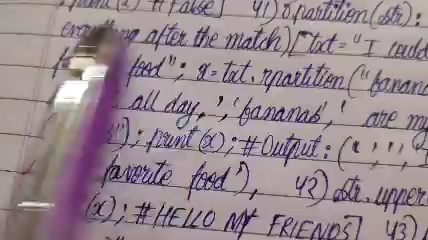 ; print(x) #False] 41) rpartition(str):
everything after the match)[txt="I could
food"; x=txt.rpartition("banana
all day,','bananas',' are my
"); print(x); #Output: (' ',' ',
favorite food'), 42) str.upper
(x); #HELLO MY FRIENDS] 43)